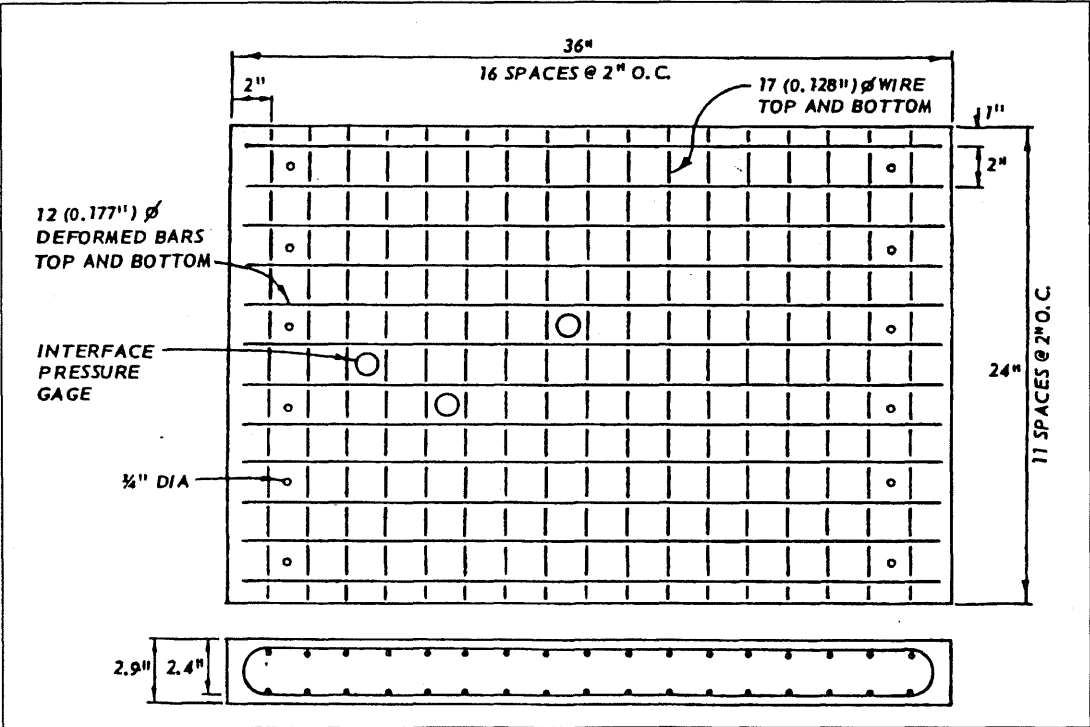 36"
16 SPACES @ 2" O.C.
2"
17 (0.128") ø WIRE
TOP AND BOTTOM
1"
2"
12 (0.177") ø
DEFORMED BARS
TOP AND BOTTOM
INTERFACE
PRESSURE
GAGE
24"
11 SPACES @ 2" O.C.
¾" DIA
2.9"
2.4"